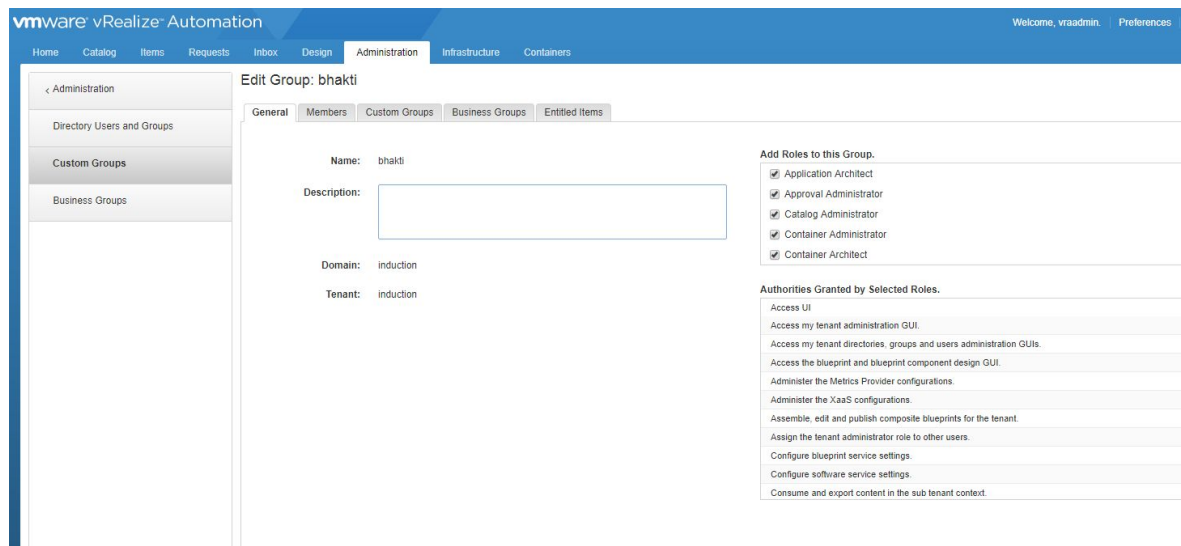 vmware vRealize Automation
Welcome, vraadmin. | Preferences
Home Catalog Items Requests Inbox Design Administration Infrastructure Containers
< Administration
Directory Users and Groups
Custom Groups
Business Groups
Edit Group: bhakti
General Members Custom Groups Business Groups Entitled Items
Name: bhakti
Description:
Domain: induction
Tenant: induction
Add Roles to this Group.
Application Architect
Approval Administrator
Catalog Administrator
Container Administrator
Container Architect
Authorities Granted by Selected Roles.
Access UI
Access my tenant administration GUI.
Access my tenant directories, groups and users administration GUIs.
Access the blueprint and blueprint component design GUI.
Administer the Metrics Provider configurations.
Administer the XaaS configurations.
Assemble, edit and publish composite blueprints for the tenant.
Assign the tenant administrator role to other users.
Configure blueprint service settings.
Configure software service settings.
Consume and export content in the sub tenant context.